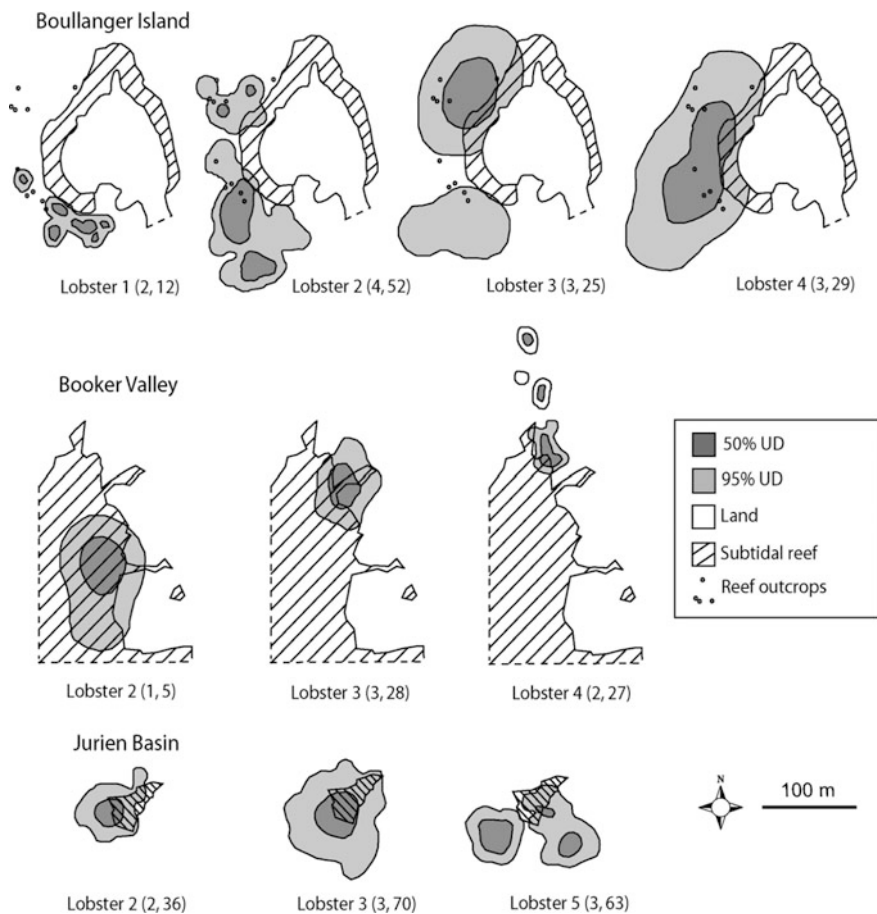 Boullanger Island
Lobster 1 (2, 12)
Lobster 2 (4, 52)
Lobster 3 (3, 25)
Lobster 4 (3, 29)
Booker Valley
50% UD
95% UD
Land
Subtidal reef
Reef outcrops
Lobster 2 (1, 5)
Lobster 3 (3, 28)
Lobster 4 (2, 27)
Jurien Basin
N
100 m
Lobster 2 (2, 36)
Lobster 3 (3, 70)
Lobster 5 (3, 63)